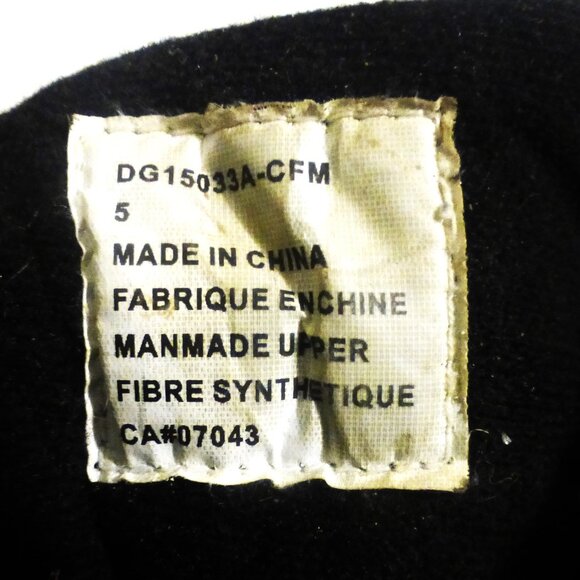 DG15033A-CFM
5
MADE IN CHINA
FABRIQUE ENCHINE
MANMADE UPPER
FIBRE SYNTHETIQUE
CA#07043